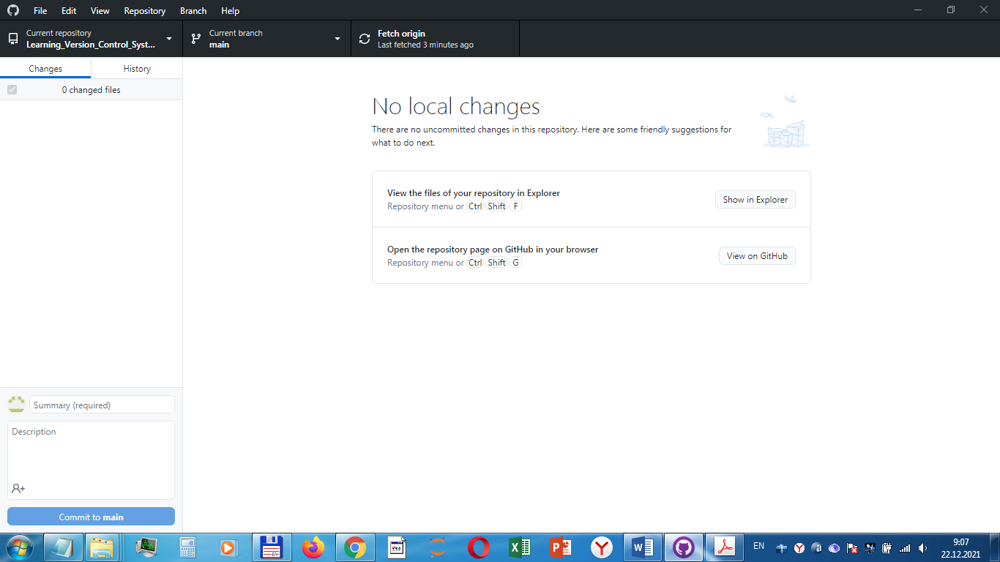 File Edit View Repository Branch Help
Current repository
Learning_Version_Control_Syst...
Current branch
main
Fetch origin
Last fetched 3 minutes ago
Changes
History
0 changed files
No local changes
There are no uncommitted changes in this repository. Here are some friendly suggestions for
what to do next.
View the files of your repository in Explorer
Repository menu or Ctrl Shift F
Show in Explorer
Open the repository page on GitHub in your browser
Repository menu or Ctrl Shift G
View on GitHub
Summary (required)
Description
Commit to main
EN
9:07
22.12.2021